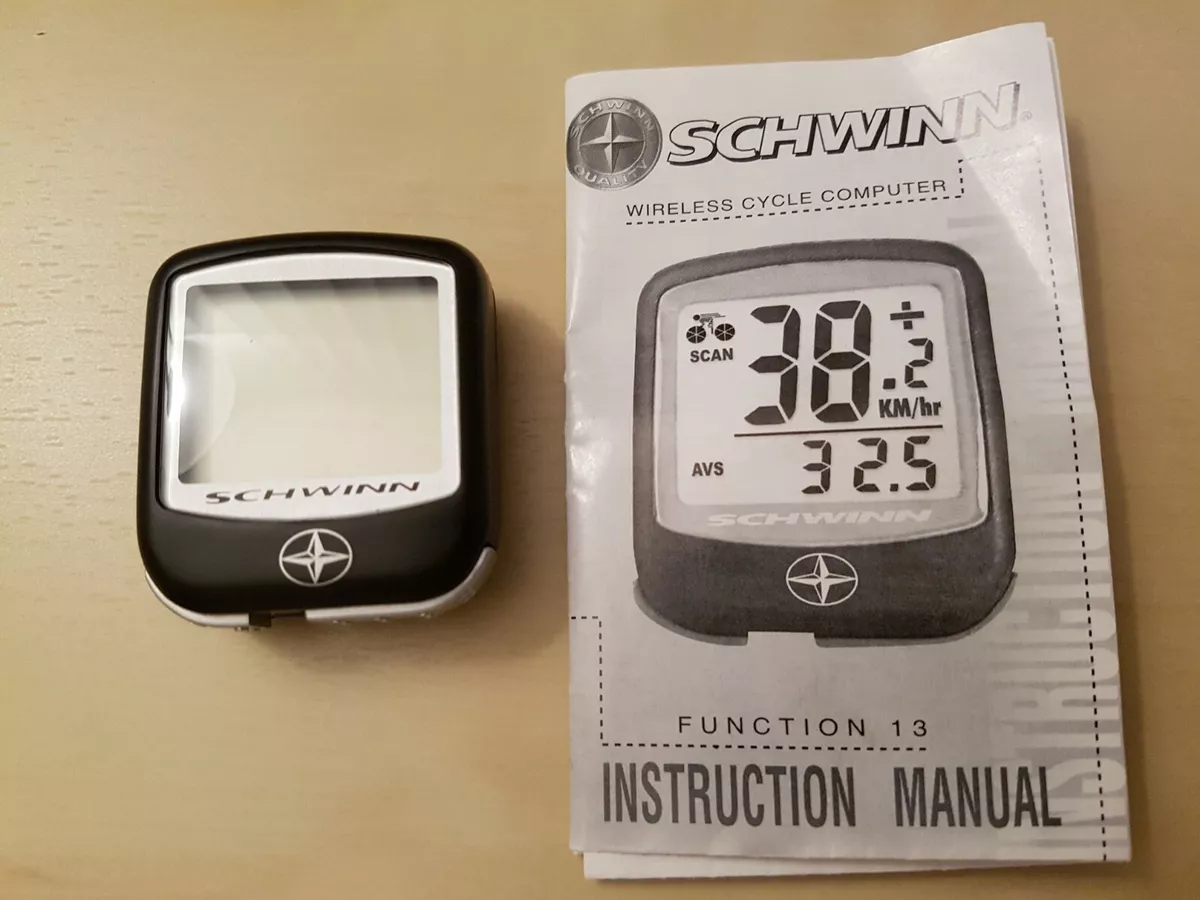 SCHWINN
SCHWINN
QUALITY
SCHWINN®
WIRELESS CYCLE COMPUTER
SCAN
38.2
÷
KM/hr
AVS
32.5
SCHWINN
FUNCTION 13
INSTRUCTION MANUAL
INSTRUCTION